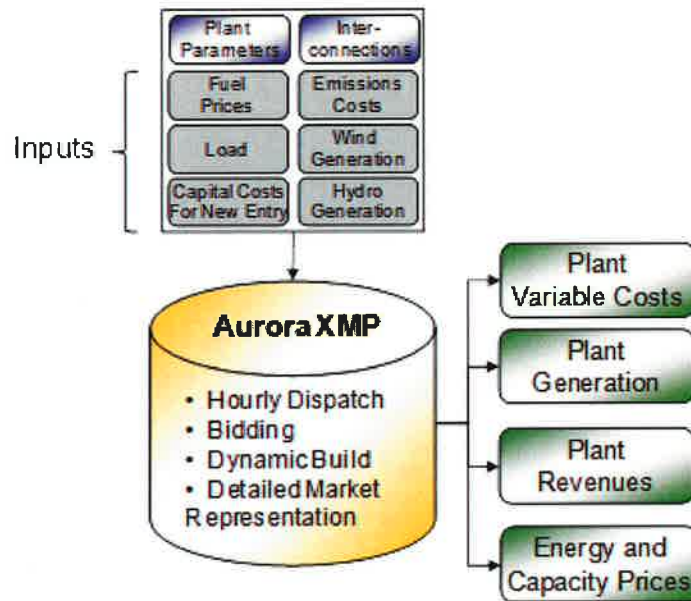 Plant
Parameters
Inter-
connections
Fuel
Prices
Emissions
Costs
Inputs
Load
Wind
Generation
Capital Costs
For New Entry
Hydro
Generation
Aurora XMP
• Hourly Dispatch
• Bidding
• Dynamic Build
• Detailed Market
Representation
Plant
Variable Costs
Plant
Generation
Plant
Revenues
Energy and
Capacity Prices